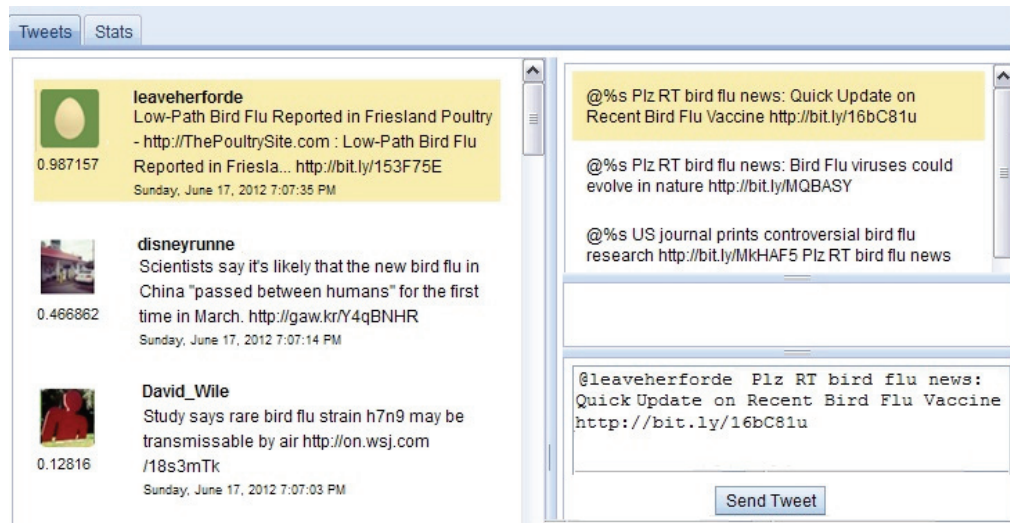 Tweets Stats
leaveherforde
Low-Path Bird Flu Reported in Friesland Poultry
- http://ThePoultrySite.com : Low-Path Bird Flu
Reported in Friesla... http://bit.ly/153F75E
Sunday, June 17, 2012 7:07:35 PM
0.987157
disneyrunne
Scientists say it's likely that the new bird flu in
China "passed between humans" for the first
time in March. http://gaw.kr/Y4qBNHR
Sunday, June 17, 2012 7:07:14 PM
0.466862
David_Wile
Study says rare bird flu strain h7n9 may be
transmissable by air http://on.wsj.com
/18s3mTk
Sunday, June 17, 2012 7:07:03 PM
0.12816
@%s Plz RT bird flu news: Quick Update on
Recent Bird Flu Vaccine http://bit.ly/16bC81u
@%s Plz RT bird flu news: Bird Flu viruses could
evolve in nature http://bit.ly/MQBASY
@%s US journal prints controversial bird flu
research http://bit.ly/MkHAF5 Plz RT bird flu news
@leaveherforde Plz RT bird flu news:
Quick Update on Recent Bird Flu Vaccine
http://bit.ly/16bC81u
Send Tweet